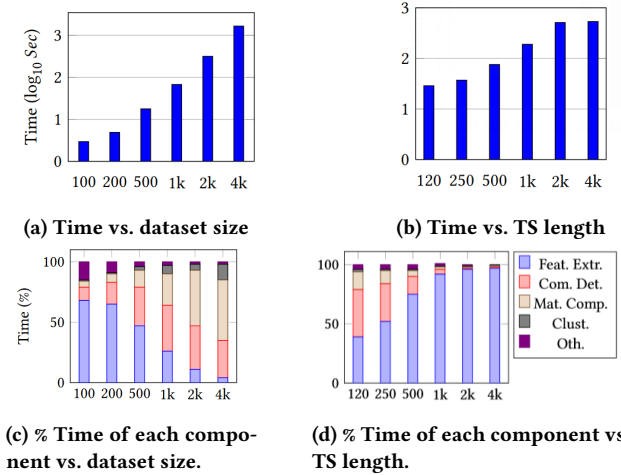 3
2
1
0
Time (log10 Sec)
100 200 500 1k 2k 4k
(a) Time vs. dataset size
3
2
1
0
120 250 500 1k 2k 4k
(b) Time vs. TS length
100
50
0
Time (%)
100 200 500 1k 2k 4k
(c) % Time of each compo-
nent vs. dataset size.
100
50
0
120 250 500 1k 2k 4k
Feat. Extr.
Com. Det.
Mat. Comp.
Clust.
Oth.
(d) % Time of each component vs
TS length.